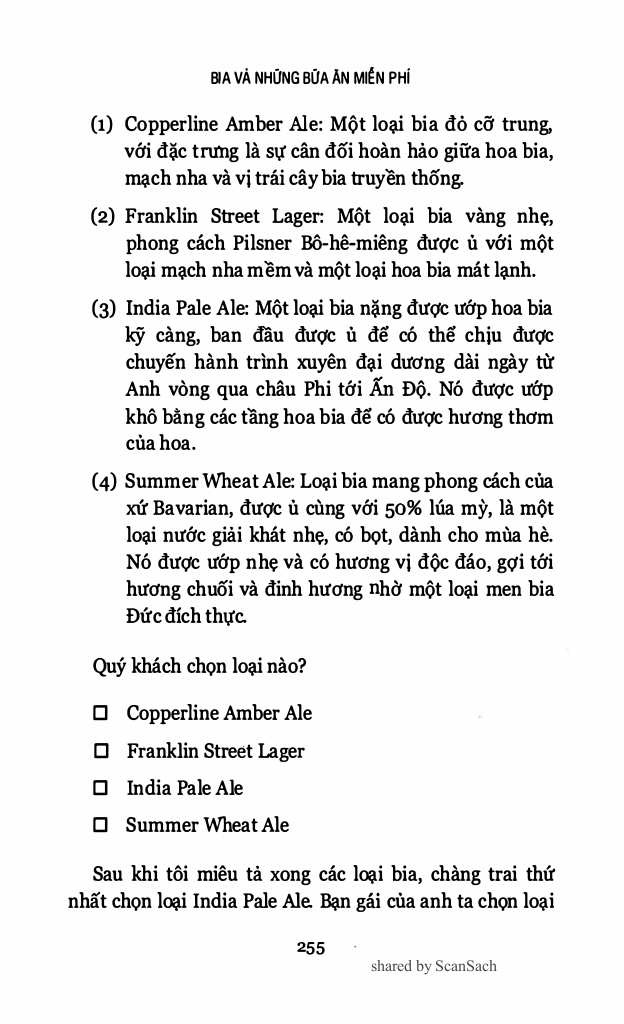 BIA VÀ NHỮNG BỮA ĂN MIỄN PHÍ
(1) Copperline Amber Ale: Một loại bia đỏ cỡ trung,
với đặc trưng là sự cân đối hoàn hảo giữa hoa bia,
mạch nha và vị trái cây bia truyền thống.
(2) Franklin Street Lager: Một loại bia vàng nhẹ,
phong cách Pilsner Bô-hê-miêng được ủ với một
loại mạch nha mềm và một loại hoa bia mát lạnh.
(3) India Pale Ale: Một loại bia nặng được ướp hoa bia
kỹ càng, ban đầu được ủ để có thể chịu được
chuyến hành trình xuyên đại dương dài ngày từ
Anh vòng qua châu Phi tới Ấn Độ. Nó được ướp
khô bằng các tầng hoa bia để có được hương thơm
của hoa.
(4) Summer Wheat Ale: Loại bia mang phong cách của
xứ Bavarian, được ủ cùng với 50% lúa mỳ, là một
loại nước giải khát nhẹ, có bọt, dành cho mùa hè.
Nó được ướp nhẹ và có hương vị độc đáo, gợi tới
hương chuối và đinh hương nhờ một loại men bia
Đức đích thực.
Quý khách chọn loại nào?
□ Copperline Amber Ale
□ Franklin Street Lager
□ India Pale Ale
□ Summer Wheat Ale
Sau khi tôi miêu tả xong các loại bia, chàng trai thứ
nhất chọn loại India Pale Ale. Bạn gái của anh ta chọn loại
255
shared by ScanSach